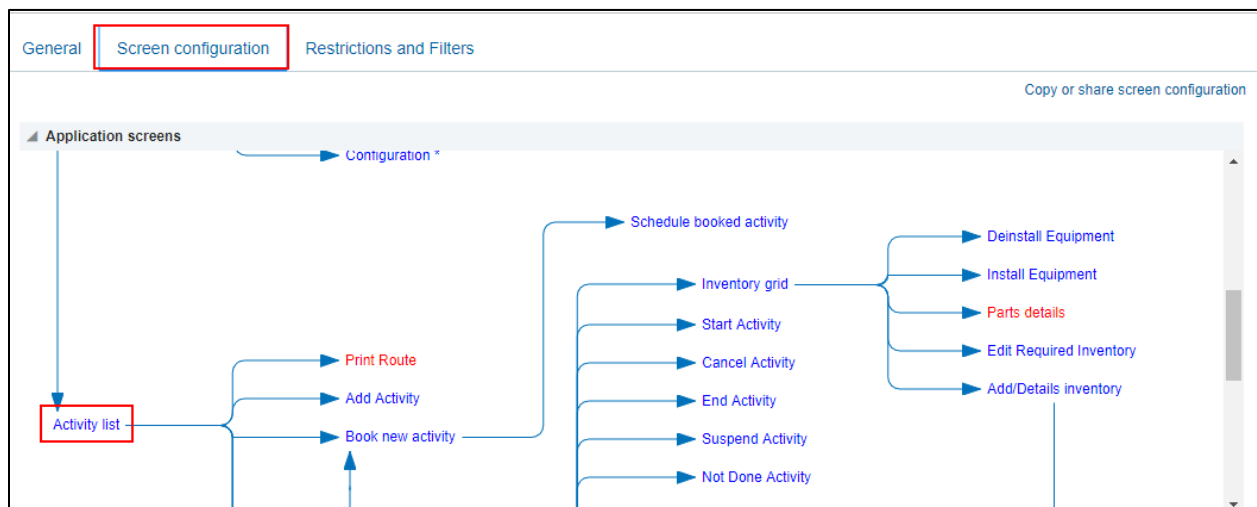 General
Screen configuration
Restrictions and Filters
Copy or share screen configuration
Application screens
Configuration *
Schedule booked activity
Deinstall Equipment
Inventory grid
Install Equipment
Start Activity
Parts details
Print Route
Cancel Activity
Edit Required Inventory
Add Activity
End Activity
Add/Details inventory
Activity list
Book new activity
Suspend Activity
Not Done Activity